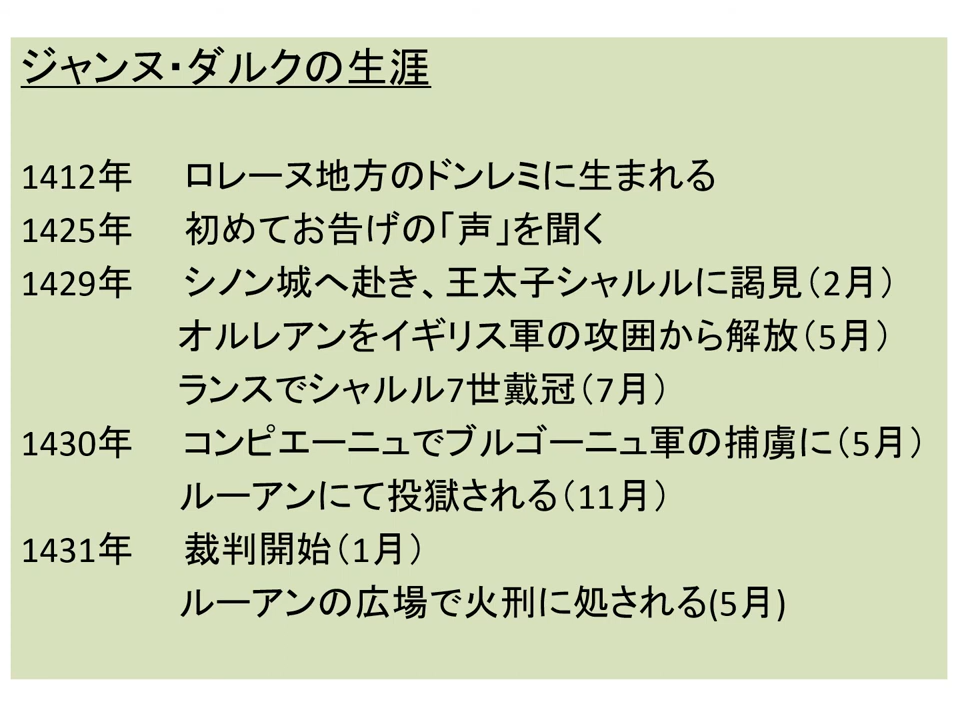 ジャンヌ・ダルクの生涯
1412年 ロレーヌ地方のドンレミに生まれる
1425年 初めてお告げの「声」を聞く
1429年 シノン城へ赴き、王太子シャルルに謁見（2月）
オルレアンをイギリス軍の攻囲から解放（5月）
ランスでシャルル7世戴冠（7月）
1430年 コンピエーニュでブルゴーニュ軍の捕虜に（5月）
ルーアンにて投獄される（11月）
1431年 裁判開始（1月）
ルーアンの広場で火刑に処される(5月)